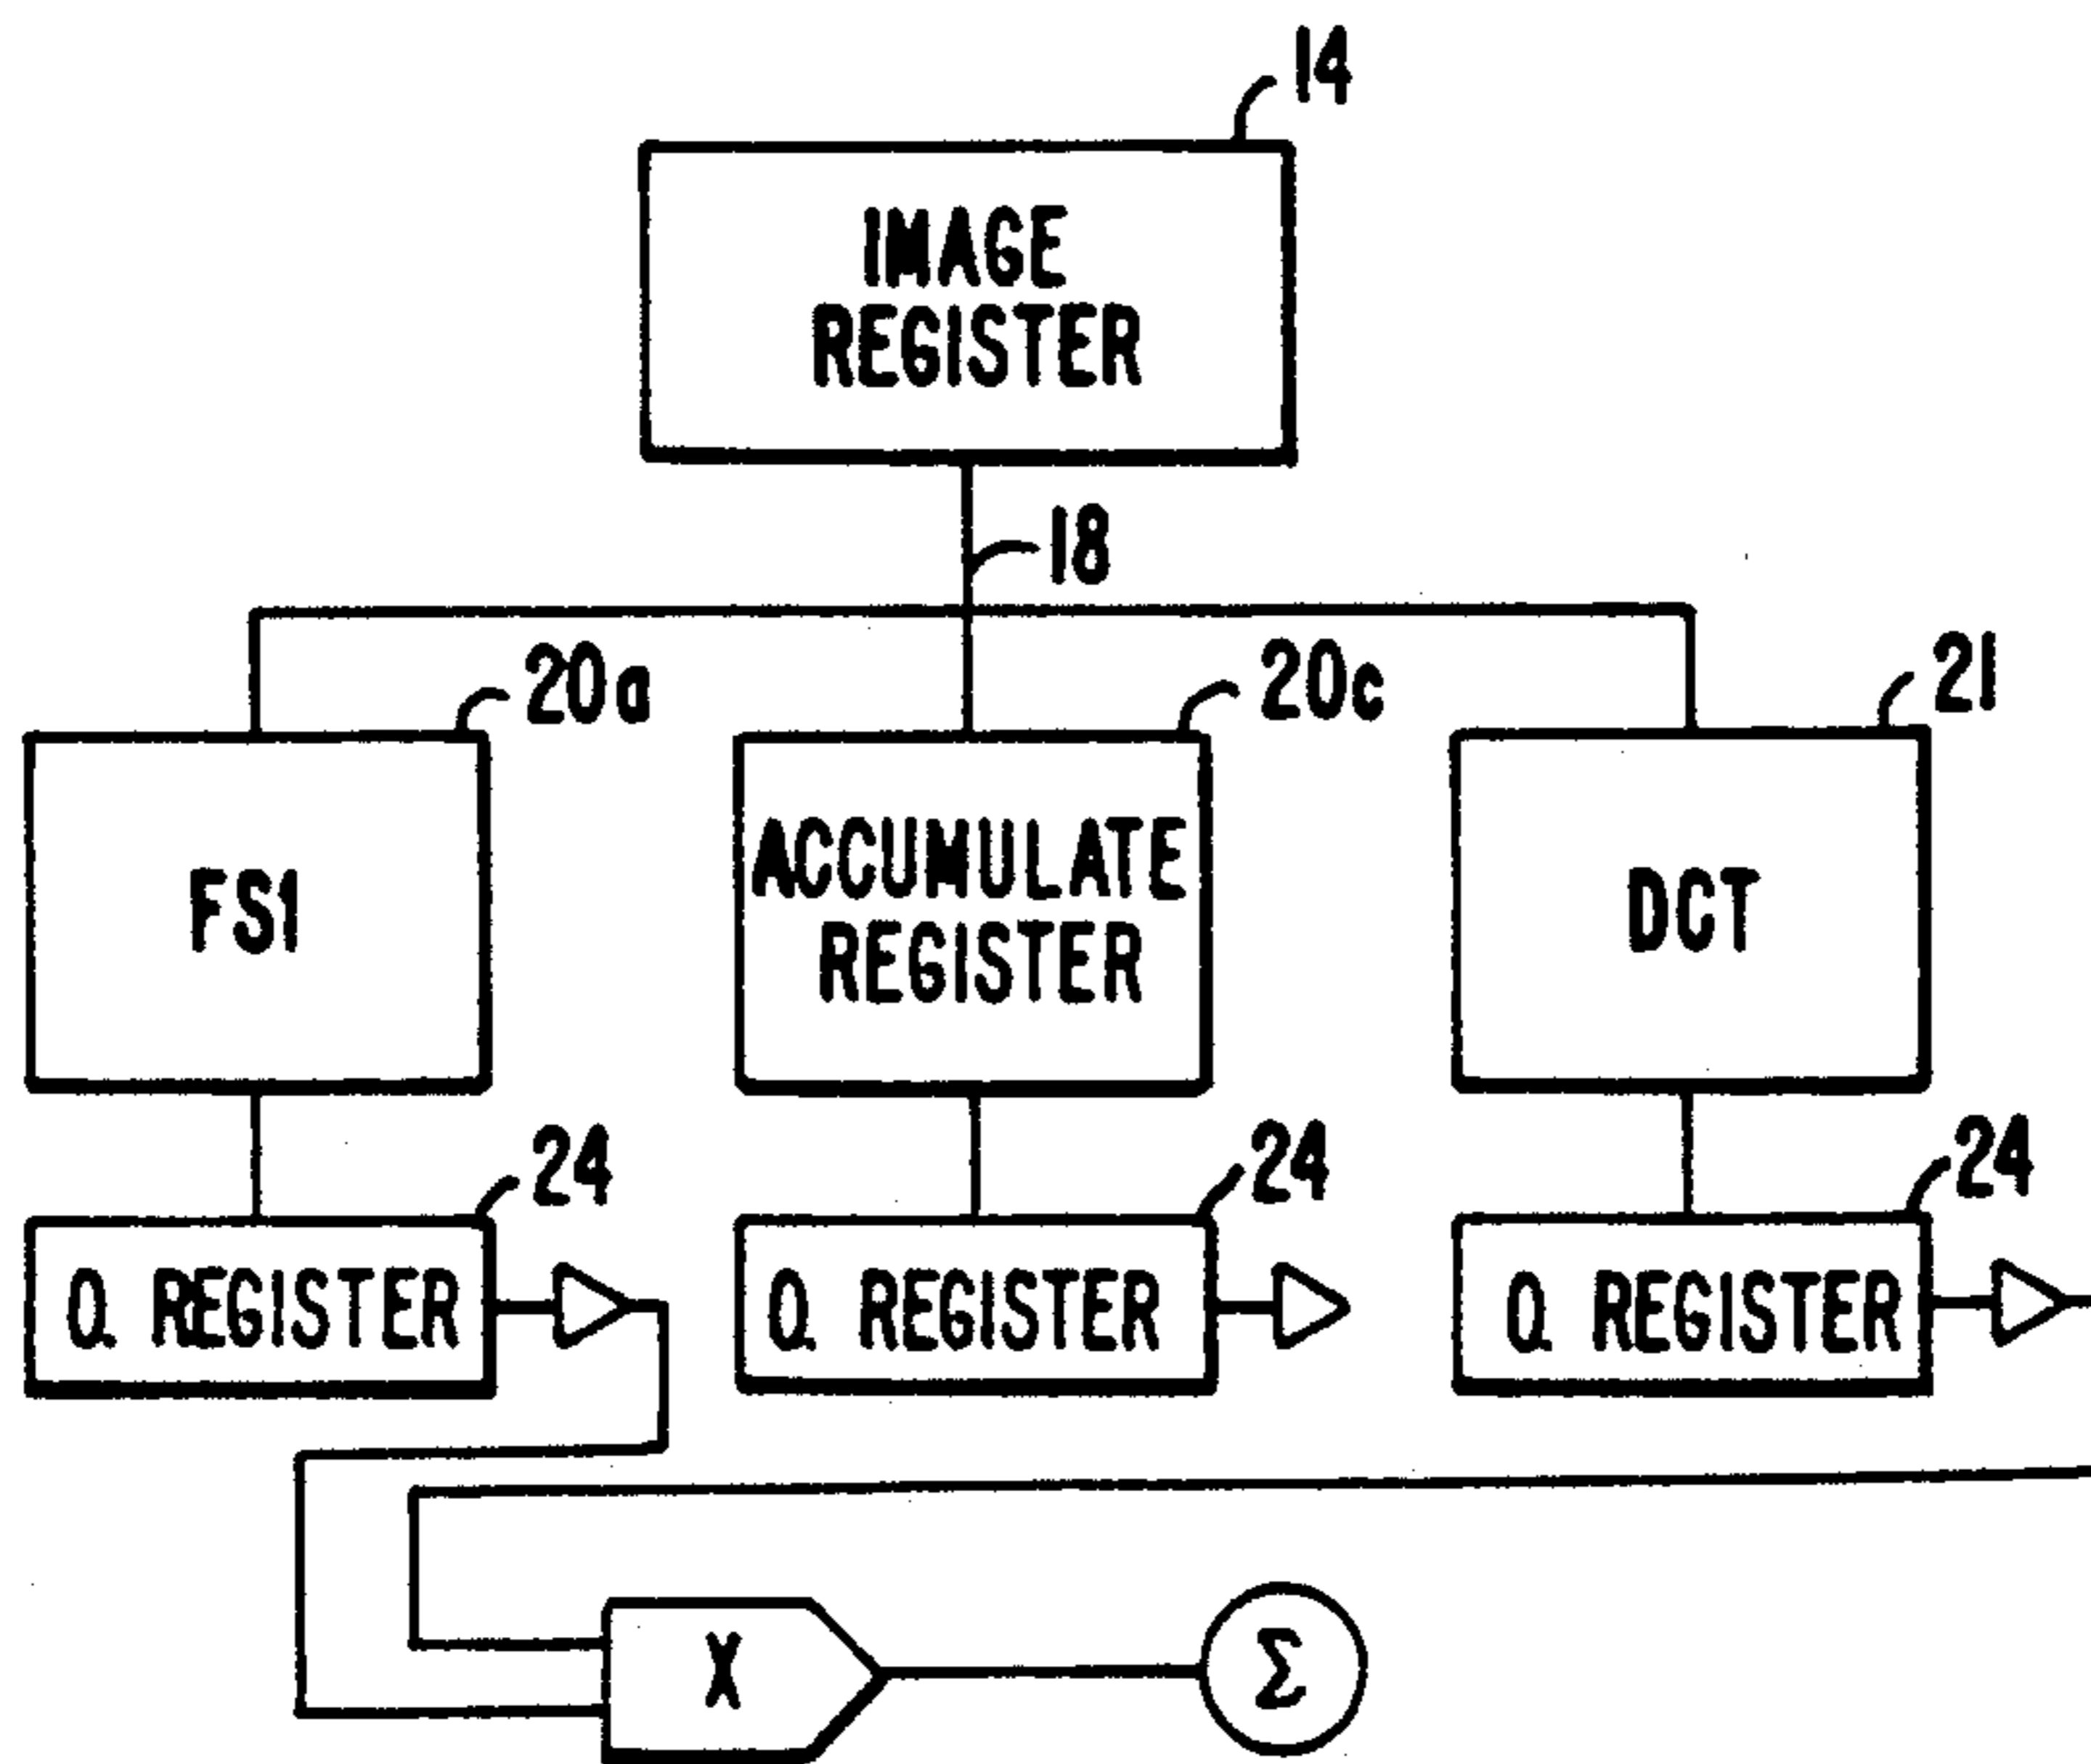 14
IMAGE
REGISTER
18
20a
20c
21
FS1
ACCUMULATE
REGISTER
DCT
24
24
24
Q REGISTER
Q REGISTER
Q REGISTER
X
Σ